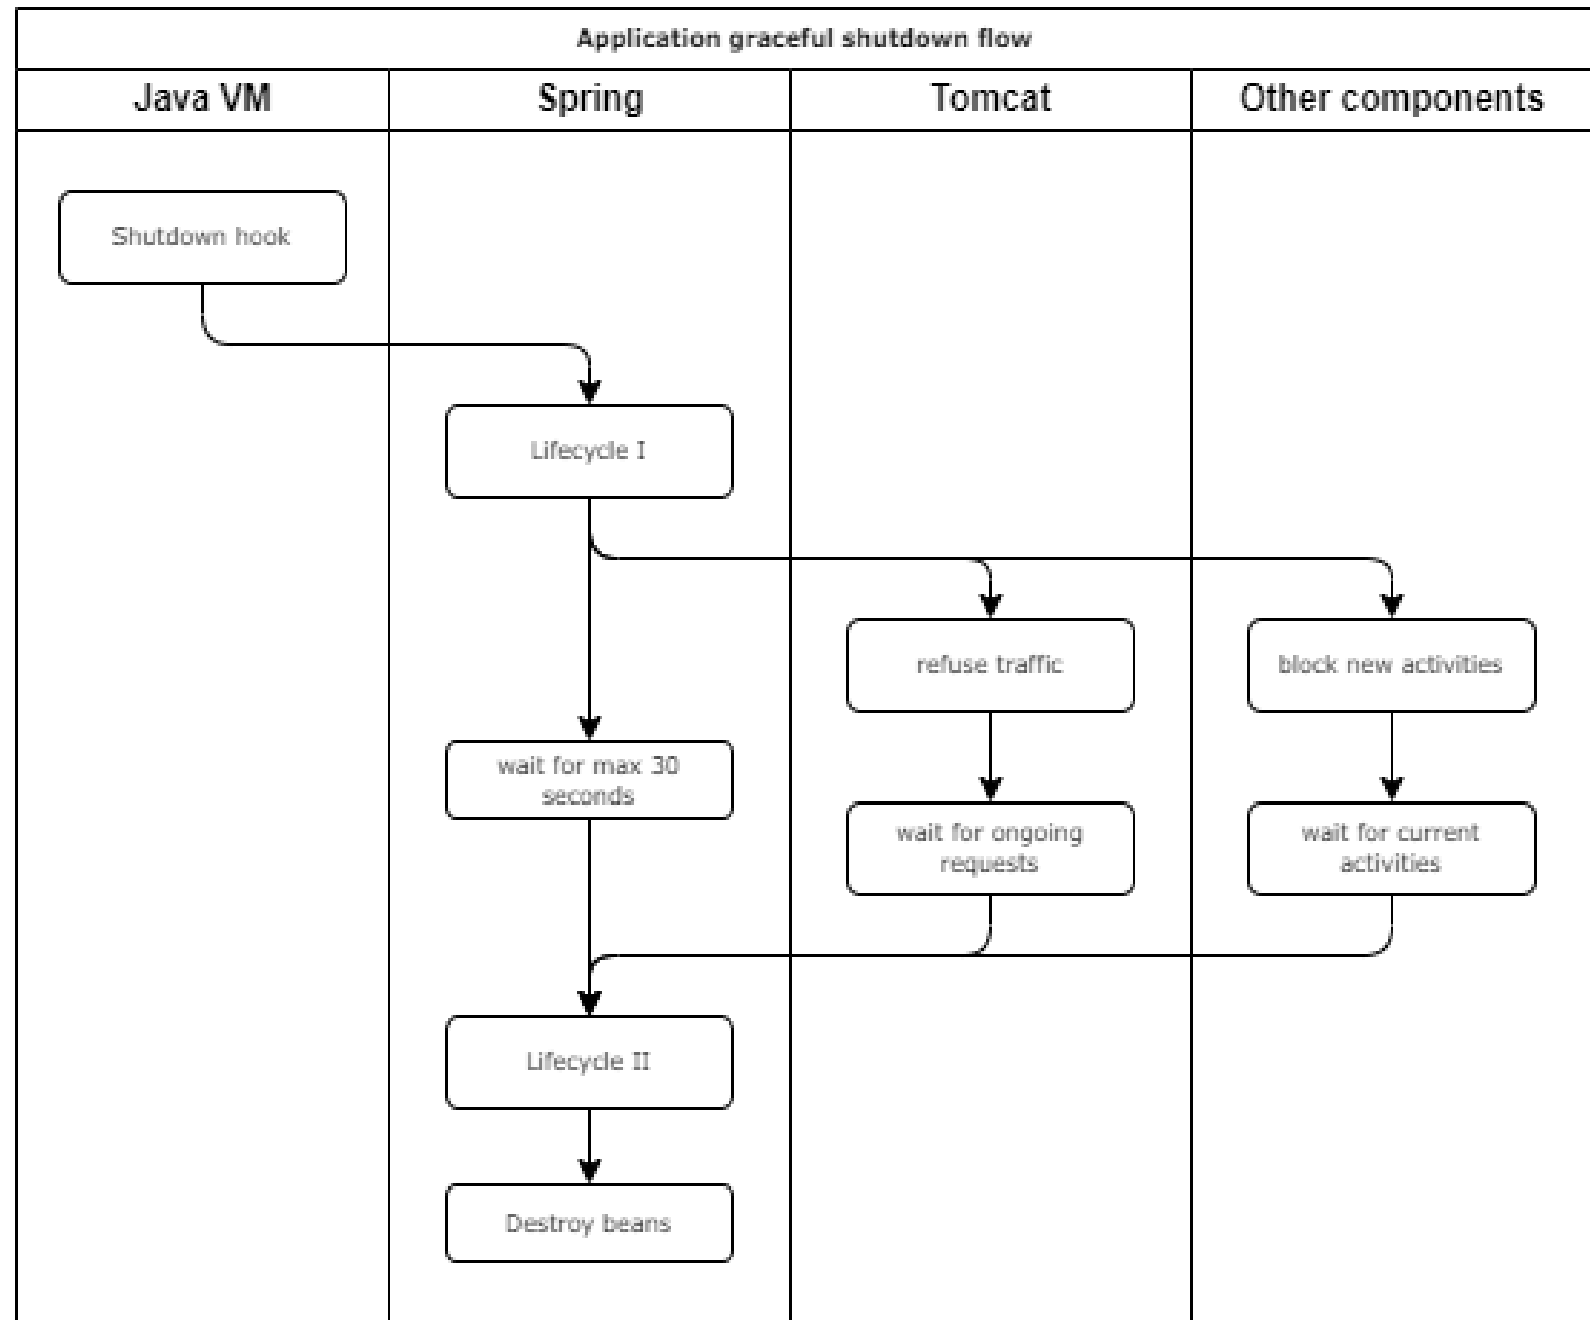 Application graceful shutdown flow
Java VM
Spring
Tomcat
Other components
Shutdown hook
Lifecycle I
refuse traffic
block new activities
wait for max 30
seconds
wait for ongoing
requests
wait for current
activities
Lifecycle II
Destroy beans